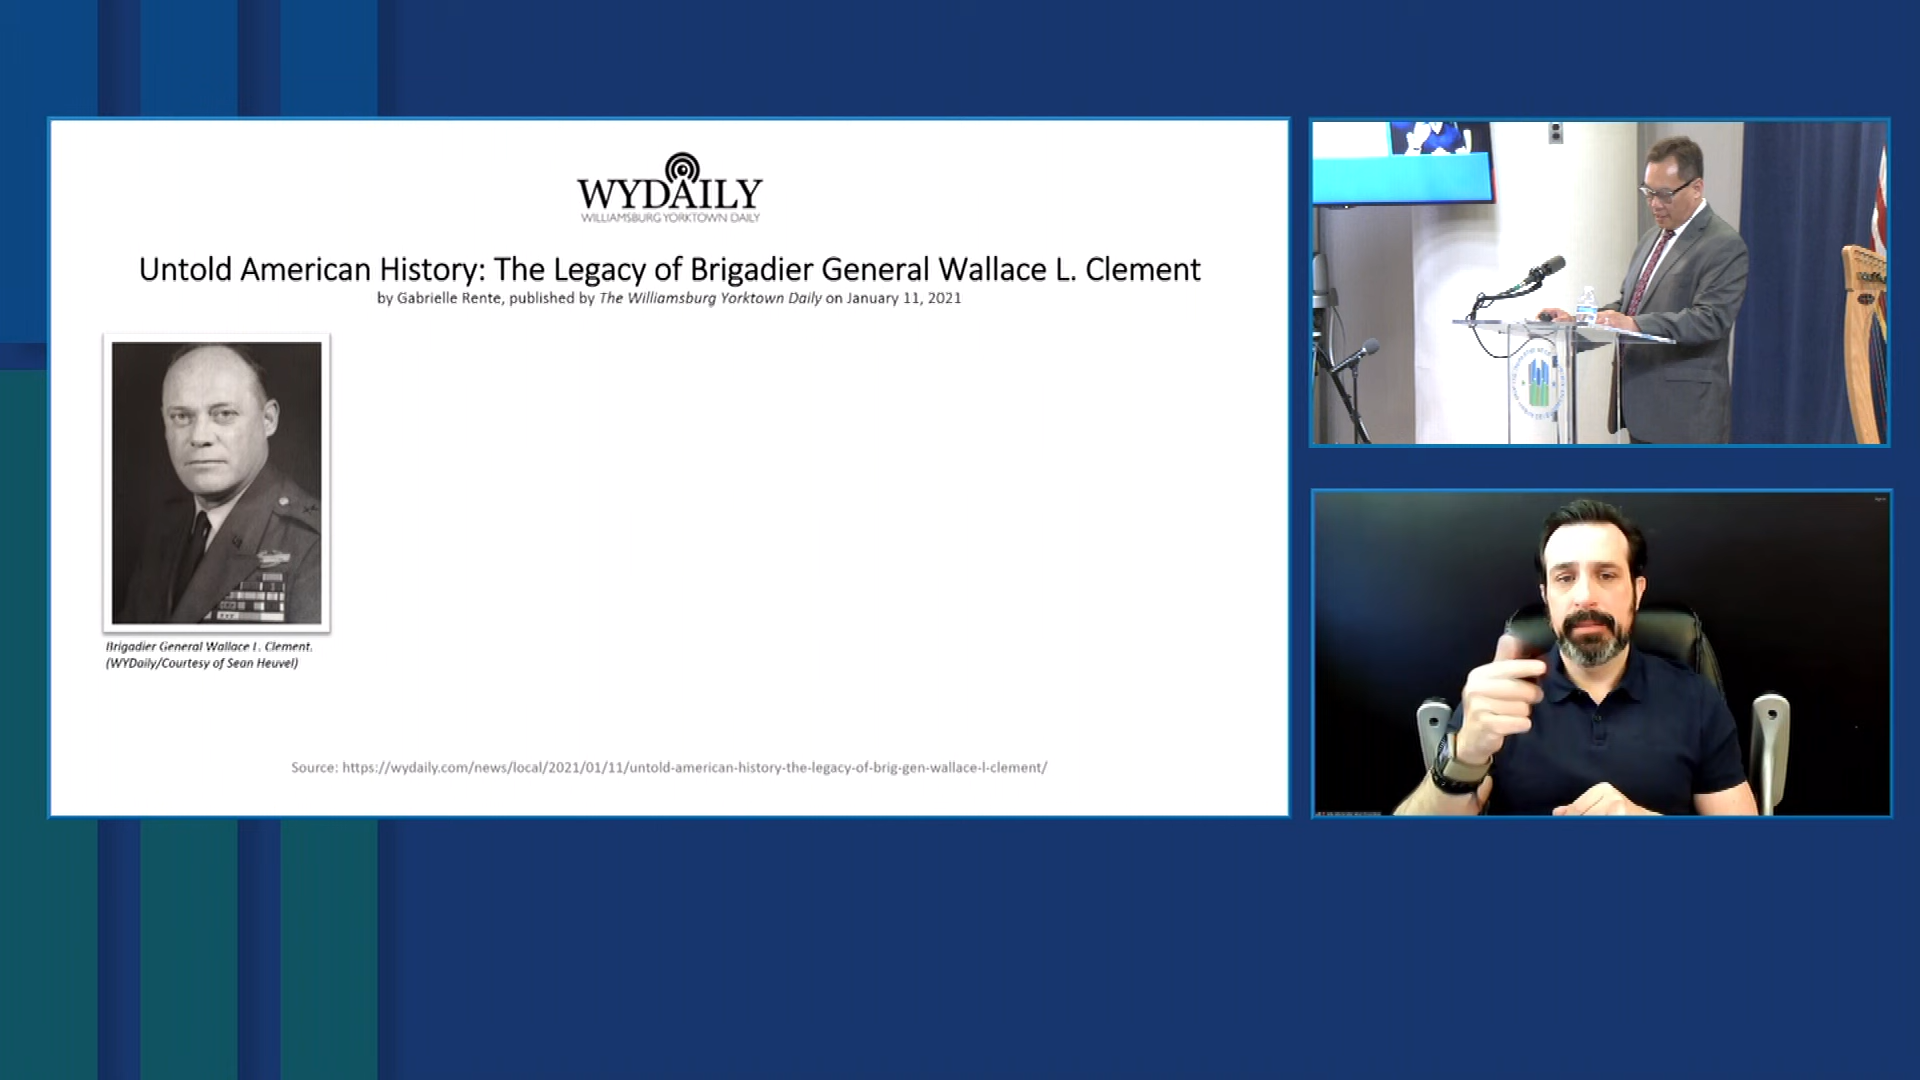 WYDAILY
WILLIAMSBURG YORKTOWN DAILY
Untold American History: The Legacy of Brigadier General Wallace L. Clement
by Gabrielle Rente, published by The Williamsburg Yorktown Daily on January 11, 2021
Brigadier General Wallace L. Clement.
(WYDaily/Courtesy of Sean Heuvel)
Source: https://wydaily.com/news/local/2021/01/11/untold-american-history-the-legacy-of-brig-gen-wallace-l-clement/